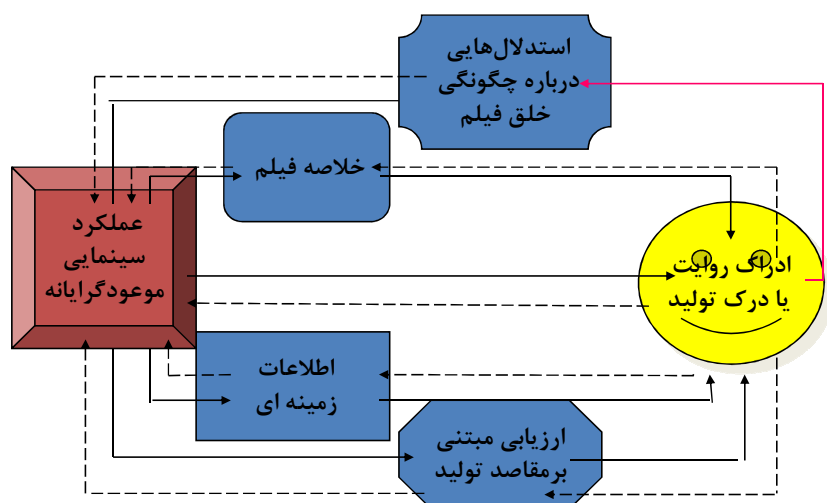 استدلال‌هایی
درباره چگونگی
خلق فیلم
خلاصه فیلم
عملکرد
سینمایی
موعودگرایانه
ادراک روایت
یا درک تولید
اطلاعات
زمینه ای
ارزیابی مبتنی
برمقاصد تولید